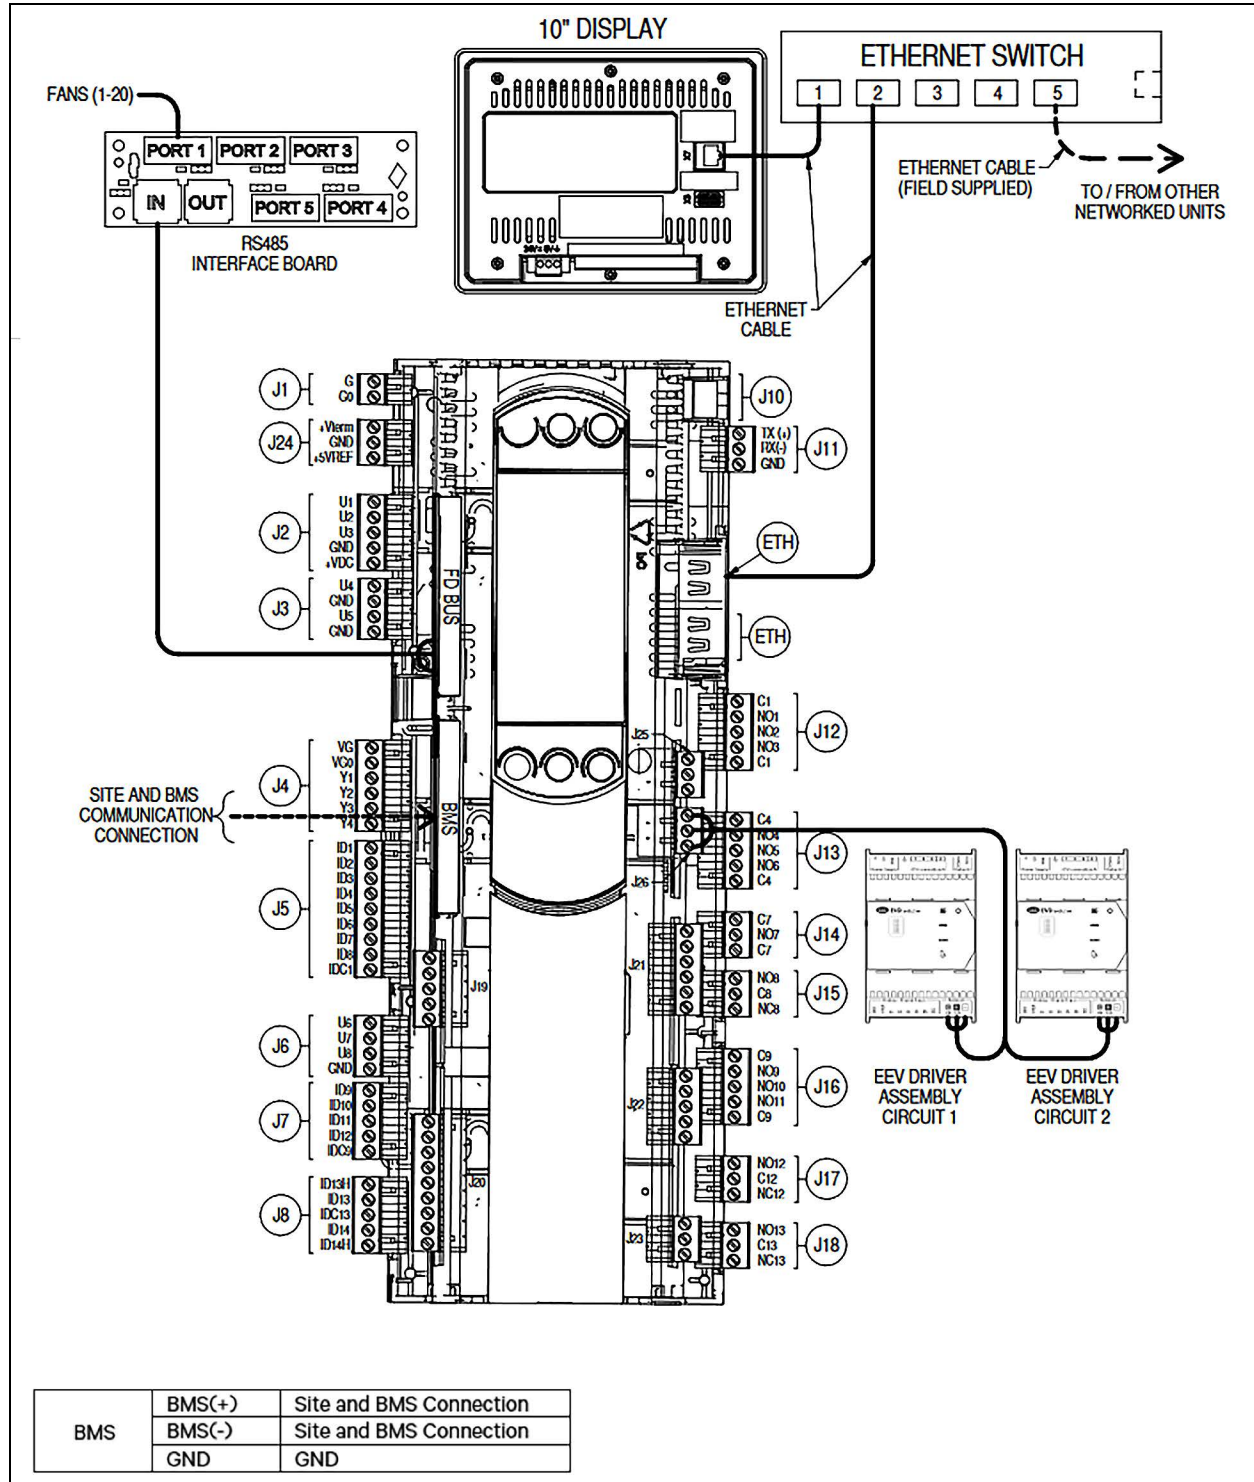 10" DISPLAY
ETHERNET SWITCH
1 2 3 4 5
FANS (1-20)
PORT 1 PORT 2 PORT 3
IN OUT
PORT 5 PORT 4
RS485
INTERFACE BOARD
ETHERNET CABLE
(FIELD SUPPLIED)
TO / FROM OTHER
NETWORKED UNITS
ETHERNET
CABLE
J1
G
G0
J24
+Vterm
GND
+5VREF
J2
U1
U2
U3
GND
+VDC
J3
U4
GND
U5
GND
FD BUS
J4
VG
VG0
Y1
Y2
Y3
Y4
SITE AND BMS
COMMUNICATION
CONNECTION
BMS
J5
ID1
ID2
ID3
ID4
ID5
ID6
ID7
ID8
IDC1
J19
J6
U6
U7
U8
GND
J7
ID9
ID10
ID11
ID12
IDC9
J8
ID13H
ID13
IDC13
ID14
ID14H
J20
J10
TX (+)
RX(-)
GND
J11
ETH
ETH
C1
NO1
NO2
NO3
C1
J12
J25
J26
C4
NO4
NO5
NO6
C4
J13
C7
NO7
C7
J14
J21
NO8
C8
NC8
J15
C9
NO9
NO10
NO11
C9
J16
J22
NO12
C12
NC12
J17
J23
NO13
C13
NC13
J18
EEV DRIVER
ASSEMBLY
CIRCUIT 1
EEV DRIVER
ASSEMBLY
CIRCUIT 2
BMS
BMS(+) Site and BMS Connection
BMS(-) Site and BMS Connection
GND GND